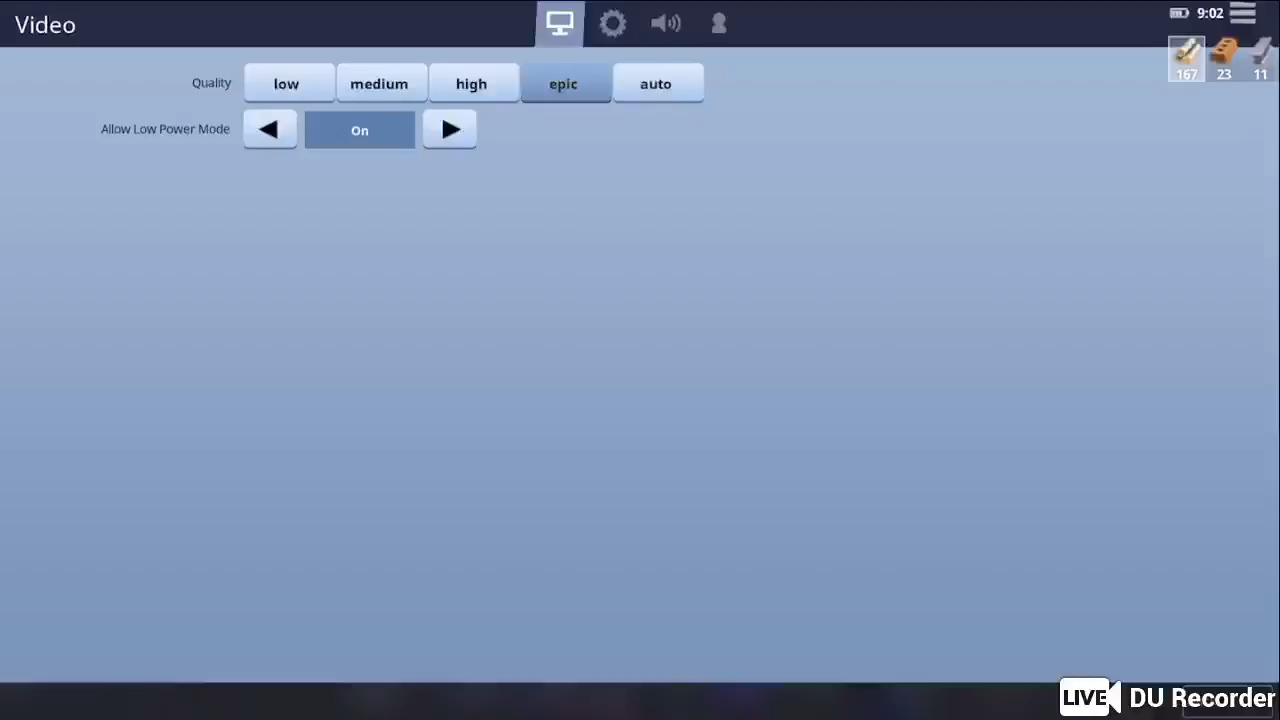 Video
9:02
167 23 11
Quality low medium high epic auto
Allow Low Power Mode On
LIVE DU Recorder